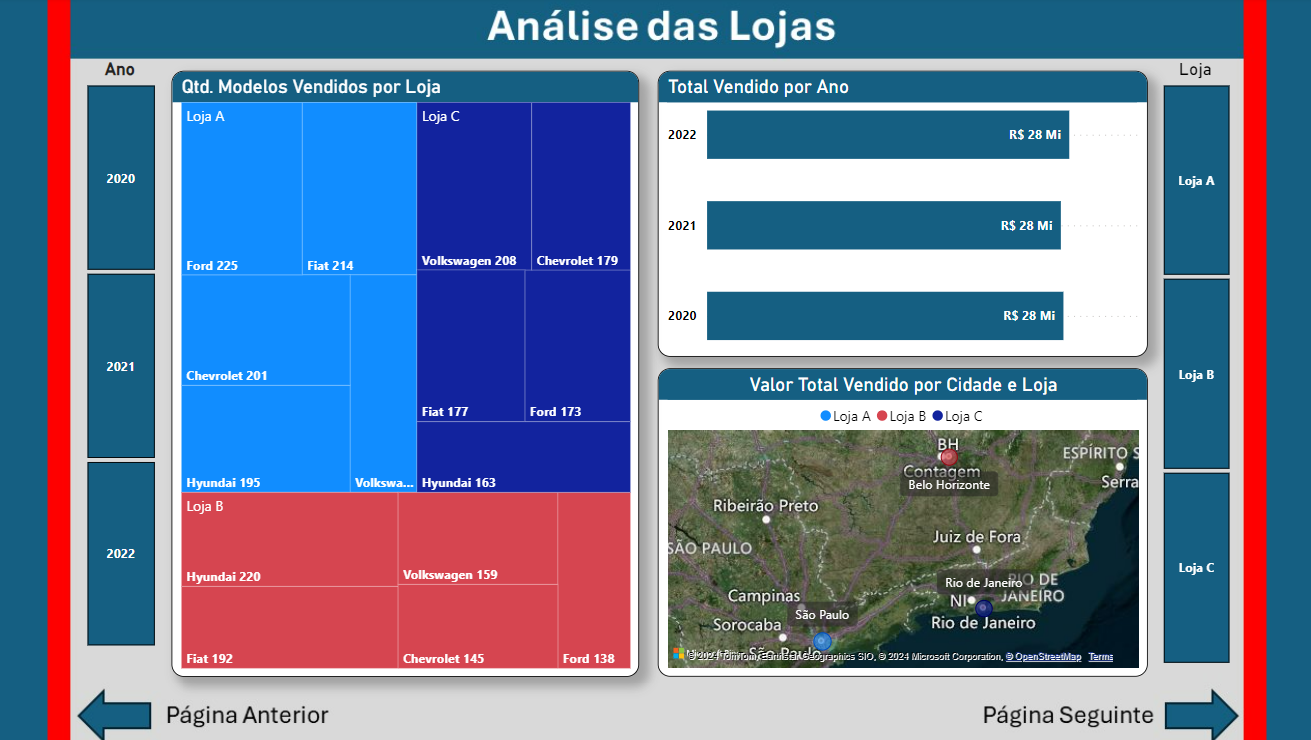 Análise das Lojas
Ano
2020
2021
2022
Qtd. Modelos Vendidos por Loja
Loja A
Ford 225
Fiat 214
Chevrolet 201
Hyundai 195
Volkswa...
Loja C
Volkswagen 208
Chevrolet 179
Fiat 177
Ford 173
Hyundai 163
Loja B
Hyundai 220
Volkswagen 159
Fiat 192
Chevrolet 145
Ford 138
Total Vendido por Ano
2022
R$ 28 Mi
2021
R$ 28 Mi
2020
R$ 28 Mi
Valor Total Vendido por Cidade e Loja
Loja A
Loja B
Loja C
BH
Contagem
Belo Horizonte
ESPÍRITO S
Serra
Ribeirão Preto
SÃO PAULO
Juiz de Fora
Rio de Janeiro
RIO DE
JANEIRO
NI
Rio de Janeiro
Campinas
São Paulo
Sorocaba
São Paulo
© 2024 TomTom, Earthstar Geographics SIO, © 2024 Microsoft Corporation, © OpenStreetMap Terms
Loja
Loja A
Loja B
Loja C
Página Anterior
Página Seguinte